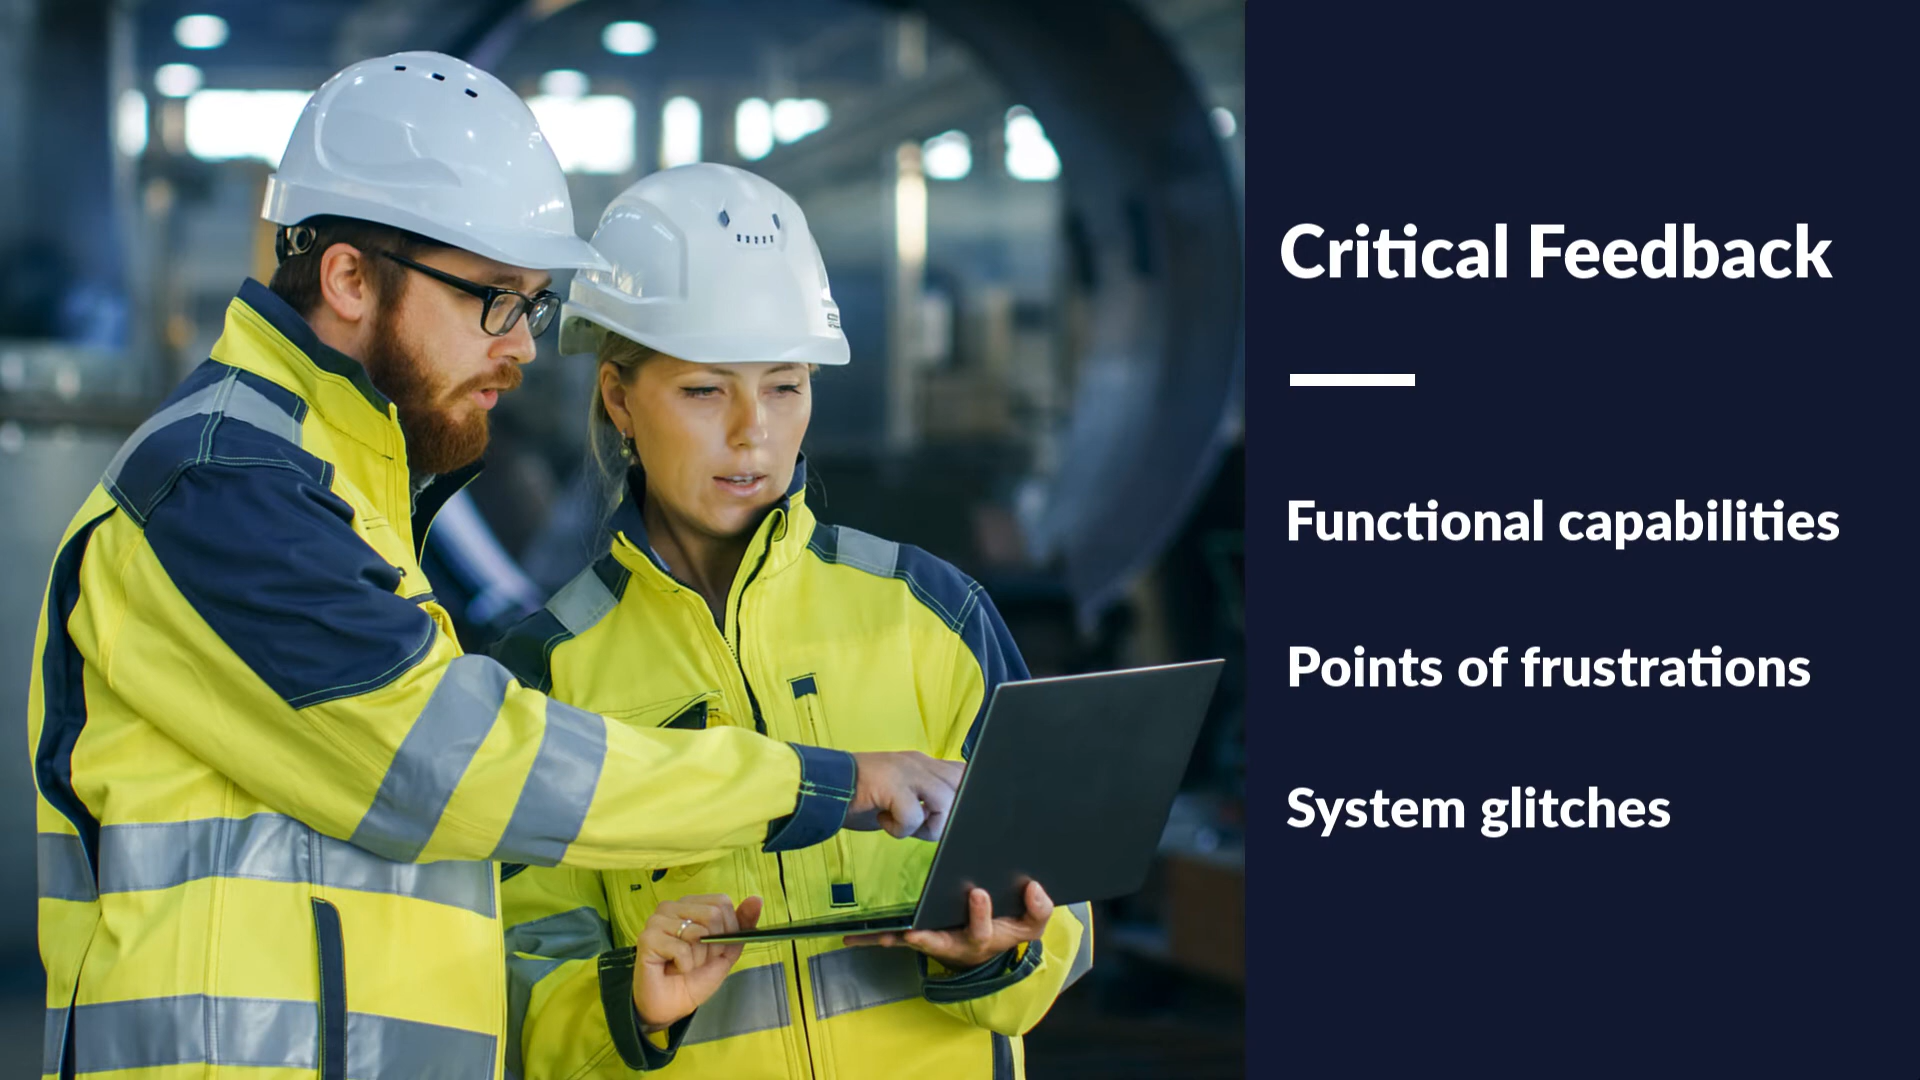 Critical Feedback
Functional capabilities
Points of frustrations
System glitches